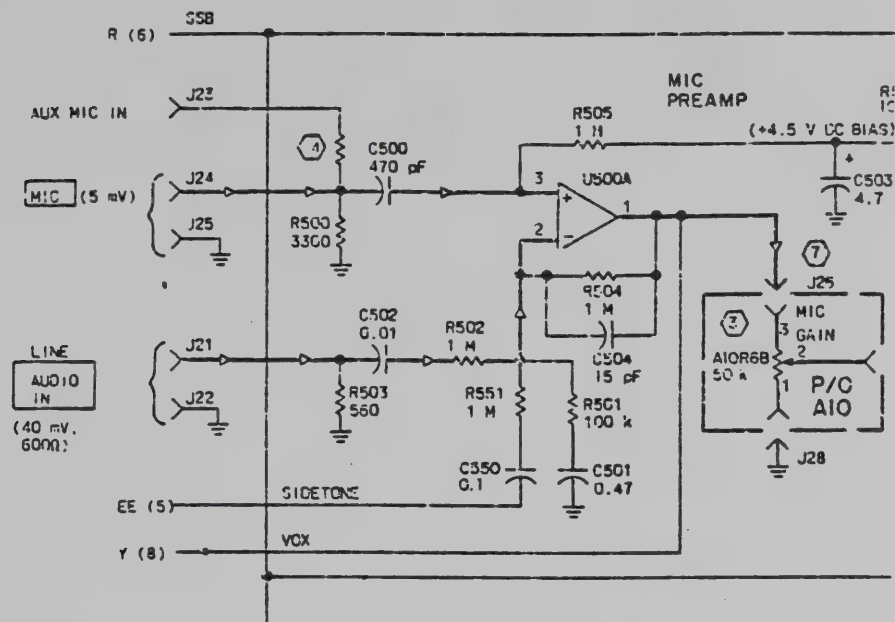 SSB
R (6)
J23
AUX MIC IN
4
C500
470 pF
MIC
PREAMP
R505
1 M
(+4.5 V DC BIAS)
+
C503
4.7
J24
MIC (5 mV)
J25
R500
3300
3
+
U500A
1
2
−
R504
1 M
C504
15 pF
7
J26
3
MIC
GAIN
3
2
A10R6B
50 k
1
P/O
A10
J28
C502
0.01
R502
1 M
LINE
AUDIO
IN
(40 mV,
600Ω)
J21
J22
R503
560
R551
1 M
R501
100 k
C550
0.1
C501
0.47
EE (5)
SIDETONE
Y (8)
VOX